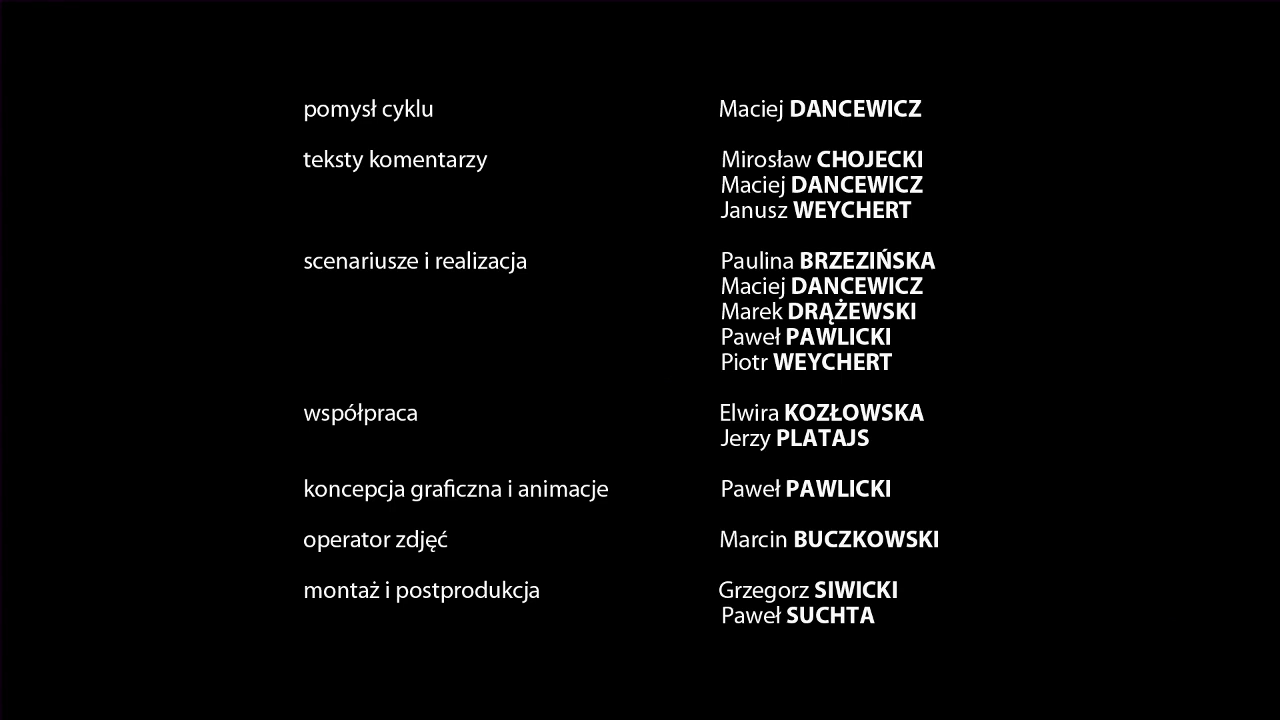 pomysł cyklu Maciej DANCEWICZ
teksty komentarzy Mirosław CHOJECKI
Maciej DANCEWICZ
Janusz WEYCHERT
scenariusze i realizacja Paulina BRZEZIŃSKA
Maciej DANCEWICZ
Marek DRĄŻEWSKI
Paweł PAWLICKI
Piotr WEYCHERT
współpraca Elwira KOZŁOWSKA
Jerzy PLATAJS
koncepcja graficzna i animacje Paweł PAWLICKI
operator zdjęć Marcin BUCZKOWSKI
montaż i postprodukcja Grzegorz SIWICKI
Paweł SUCHTA